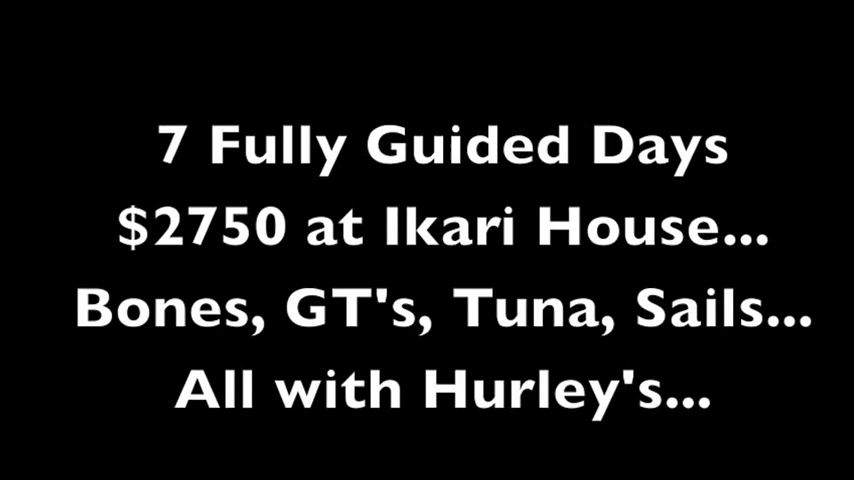 7 Fully Guided Days
$2750 at Ikari House...
Bones, GT's, Tuna, Sails...
All with Hurley's...